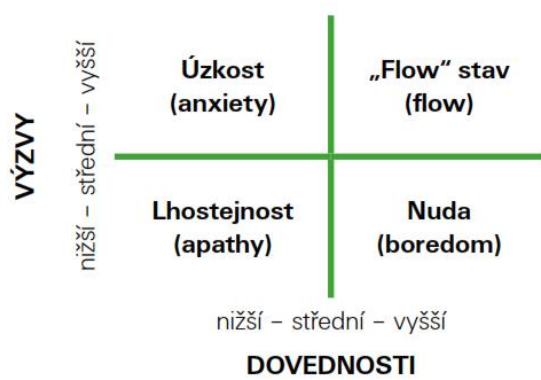 VÝZVY
nižší – střední – vyšší
Úzkost
(anxiety)
„Flow“ stav
(flow)
Lhostejnost
(apathy)
Nuda
(boredom)
nižší – střední – vyšší
DOVEDNOSTI